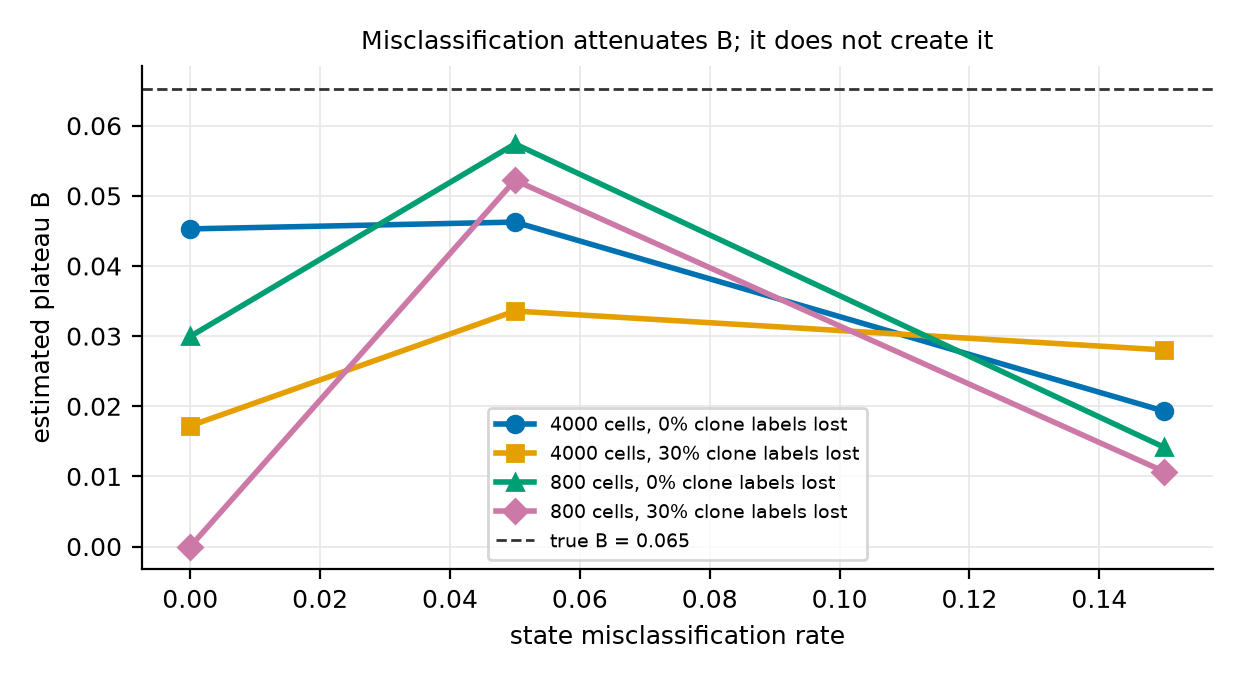 Misclassification attenuates B; it does not create it
estimated plateau B
0.06
0.05
0.04
0.03
0.02
0.01
0.00
4000 cells, 0% clone labels lost
4000 cells, 30% clone labels lost
800 cells, 0% clone labels lost
800 cells, 30% clone labels lost
true B = 0.065
0.00 0.02 0.04 0.06 0.08 0.10 0.12 0.14
state misclassification rate